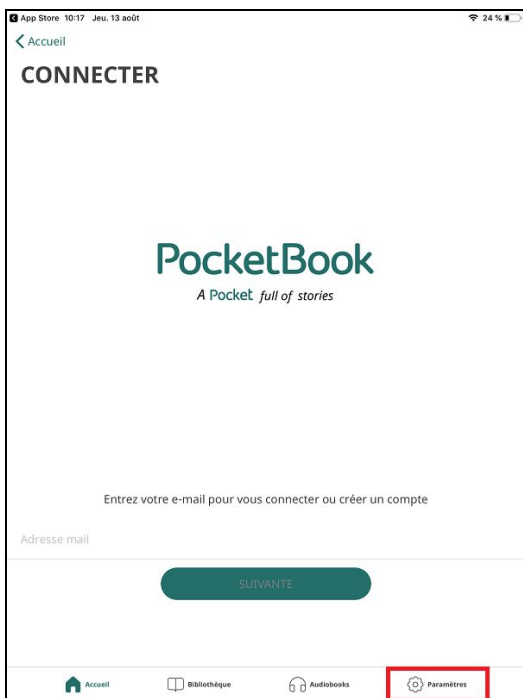 App Store 10:17 Jeu. 13 août 24 %
Accueil
CONNECTER
PocketBook
A Pocket full of stories
Entrez votre e-mail pour vous connecter ou créer un compte
Adresse mail
SUIVANTE
Accueil Bibliothèque Audiobooks Paramètres